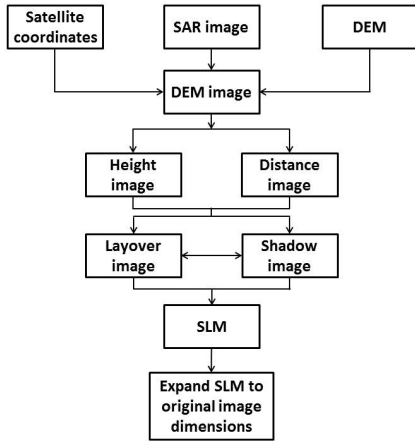 Satellite
coordinates
SAR image
DEM
DEM image
Height
image
Distance
image
Layover
image
Shadow
image
SLM
Expand SLM to
original image
dimensions